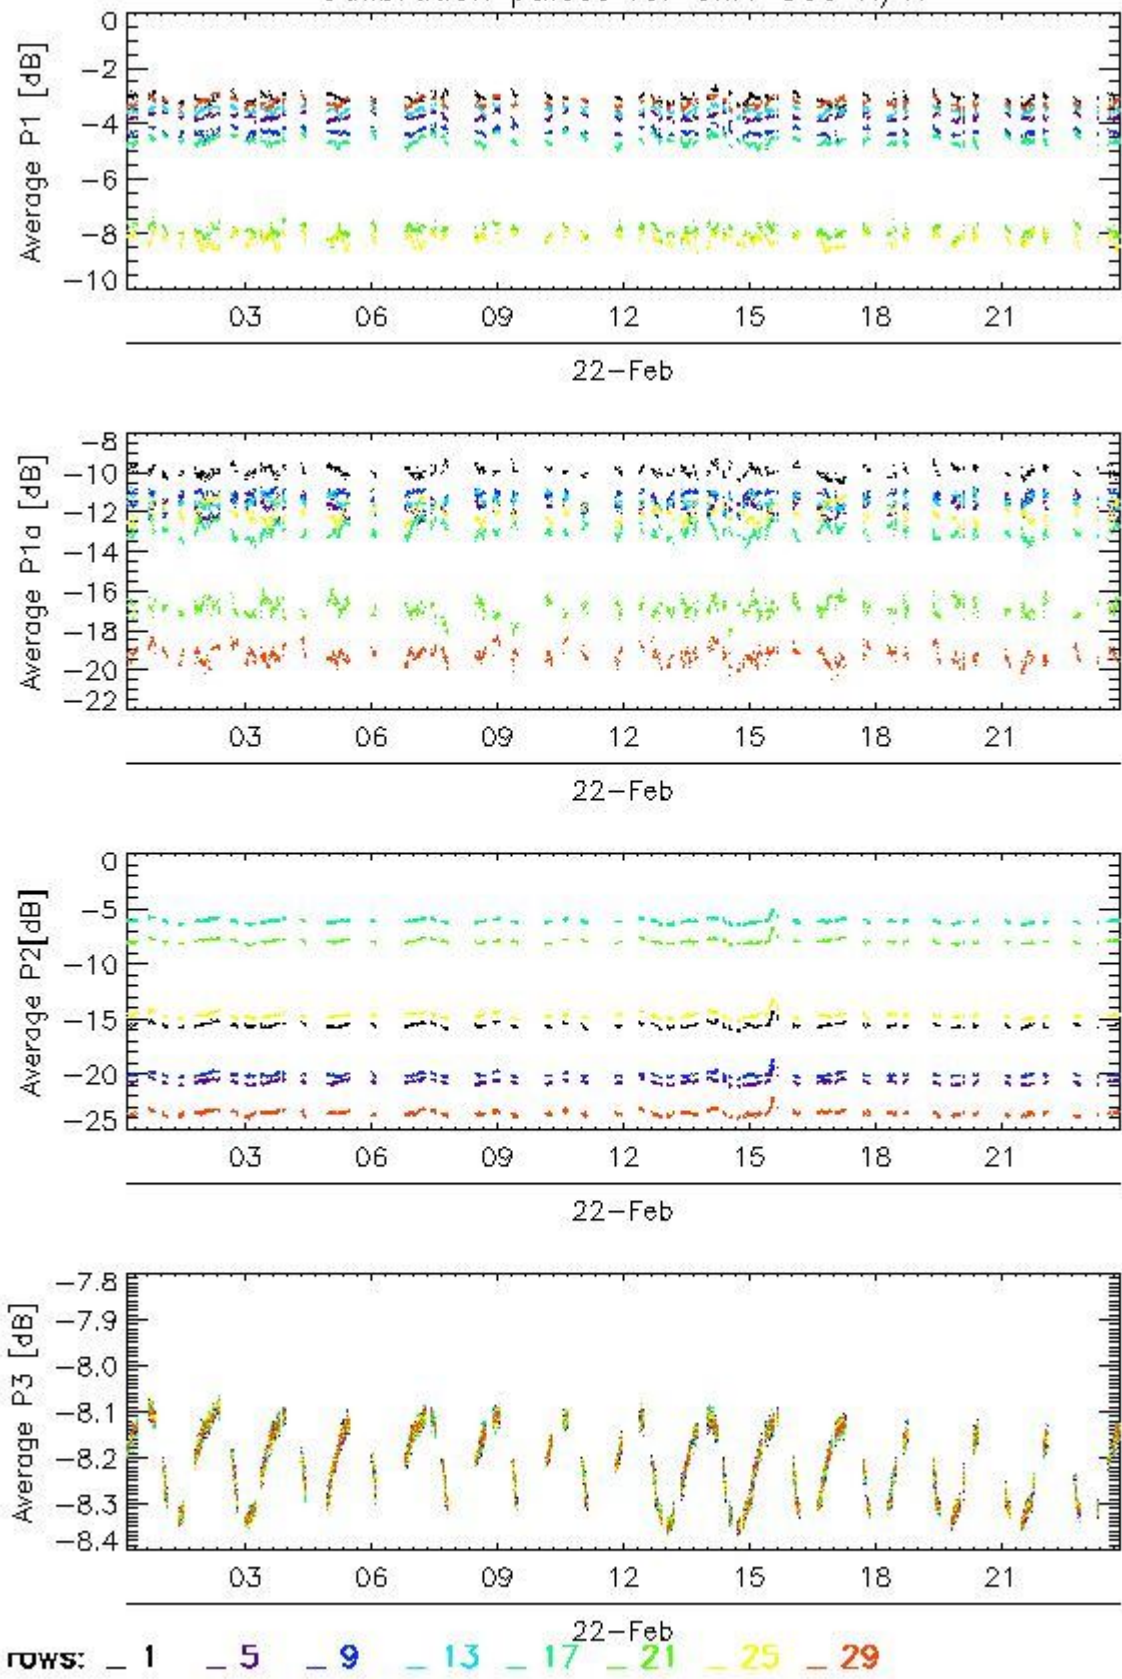 Average P1 [dB]
0
−2
−4
−6
−8
−10
03 06 09 12 15 18 21
22−Feb
Average P1a [dB]
−8
−10
−12
−14
−16
−18
−20
−22
03 06 09 12 15 18 21
22−Feb
Average P2[dB]
0
−5
−10
−15
−20
−25
03 06 09 12 15 18 21
22−Feb
Average P3 [dB]
−7.8
−7.9
−8.0
−8.1
−8.2
−8.3
−8.4
03 06 09 12 15 18 21
22−Feb
rows: _ 1 _ 5 _ 9 _ 13 _ 17 _ 21 _ 25 _ 29